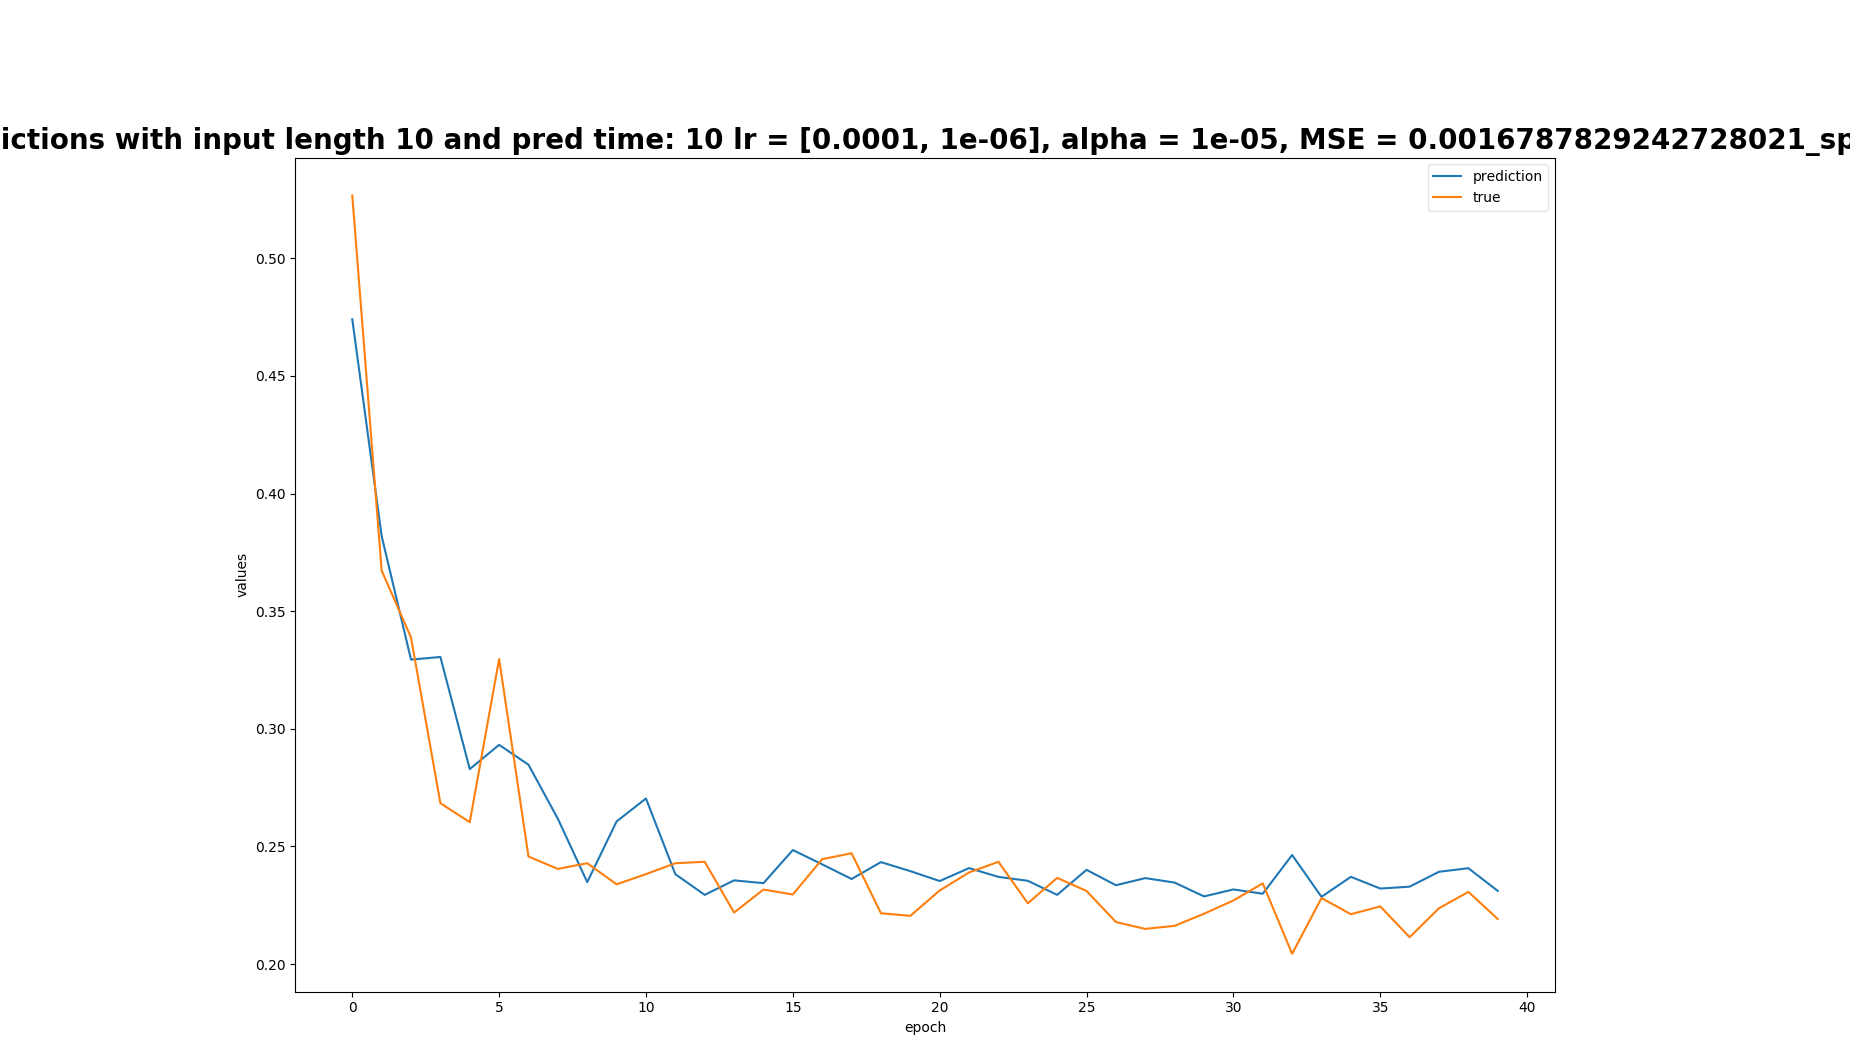 ictions with input length 10 and pred time: 10 lr = [0.0001, 1e-06], alpha = 1e-05, MSE = 0.0016787829242728021_sp
prediction
true
0.50
0.45
0.40
0.35
0.30
0.25
0.20
values
0 5 10 15 20 25 30 35 40
epoch